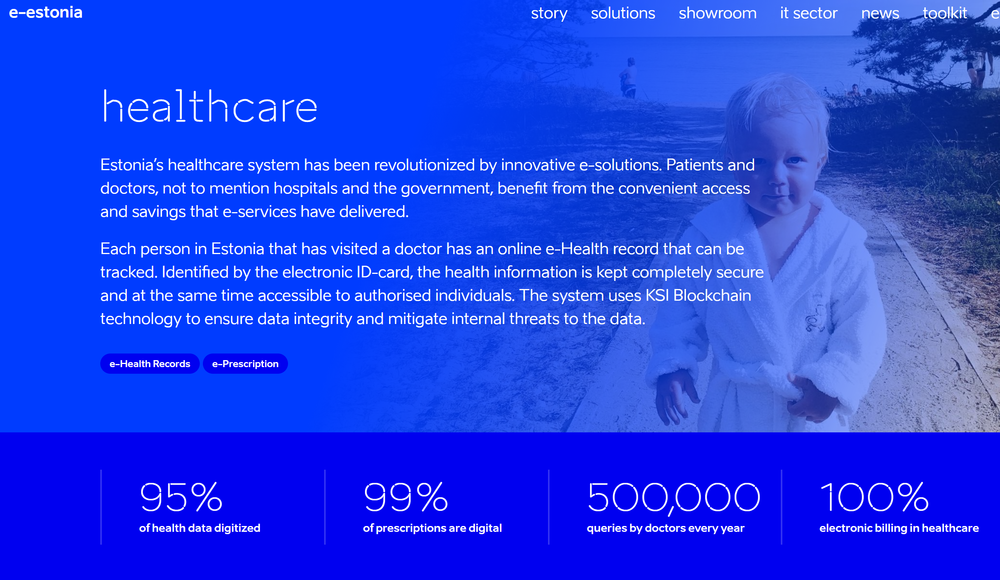 e-estonia
story solutions showroom it sector news toolkit
healthcare
Estonia’s healthcare system has been revolutionized by innovative e-solutions. Patients and
doctors, not to mention hospitals and the government, benefit from the convenient access
and savings that e-services have delivered.
Each person in Estonia that has visited a doctor has an online e-Health record that can be
tracked. Identified by the electronic ID-card, the health information is kept completely secure
and at the same time accessible to authorised individuals. The system uses KSI Blockchain
technology to ensure data integrity and mitigate internal threats to the data.
e-Health Records e-Prescription
95% 99% 500,000 100%
of health data digitized of prescriptions are digital queries by doctors every year electronic billing in healthcare